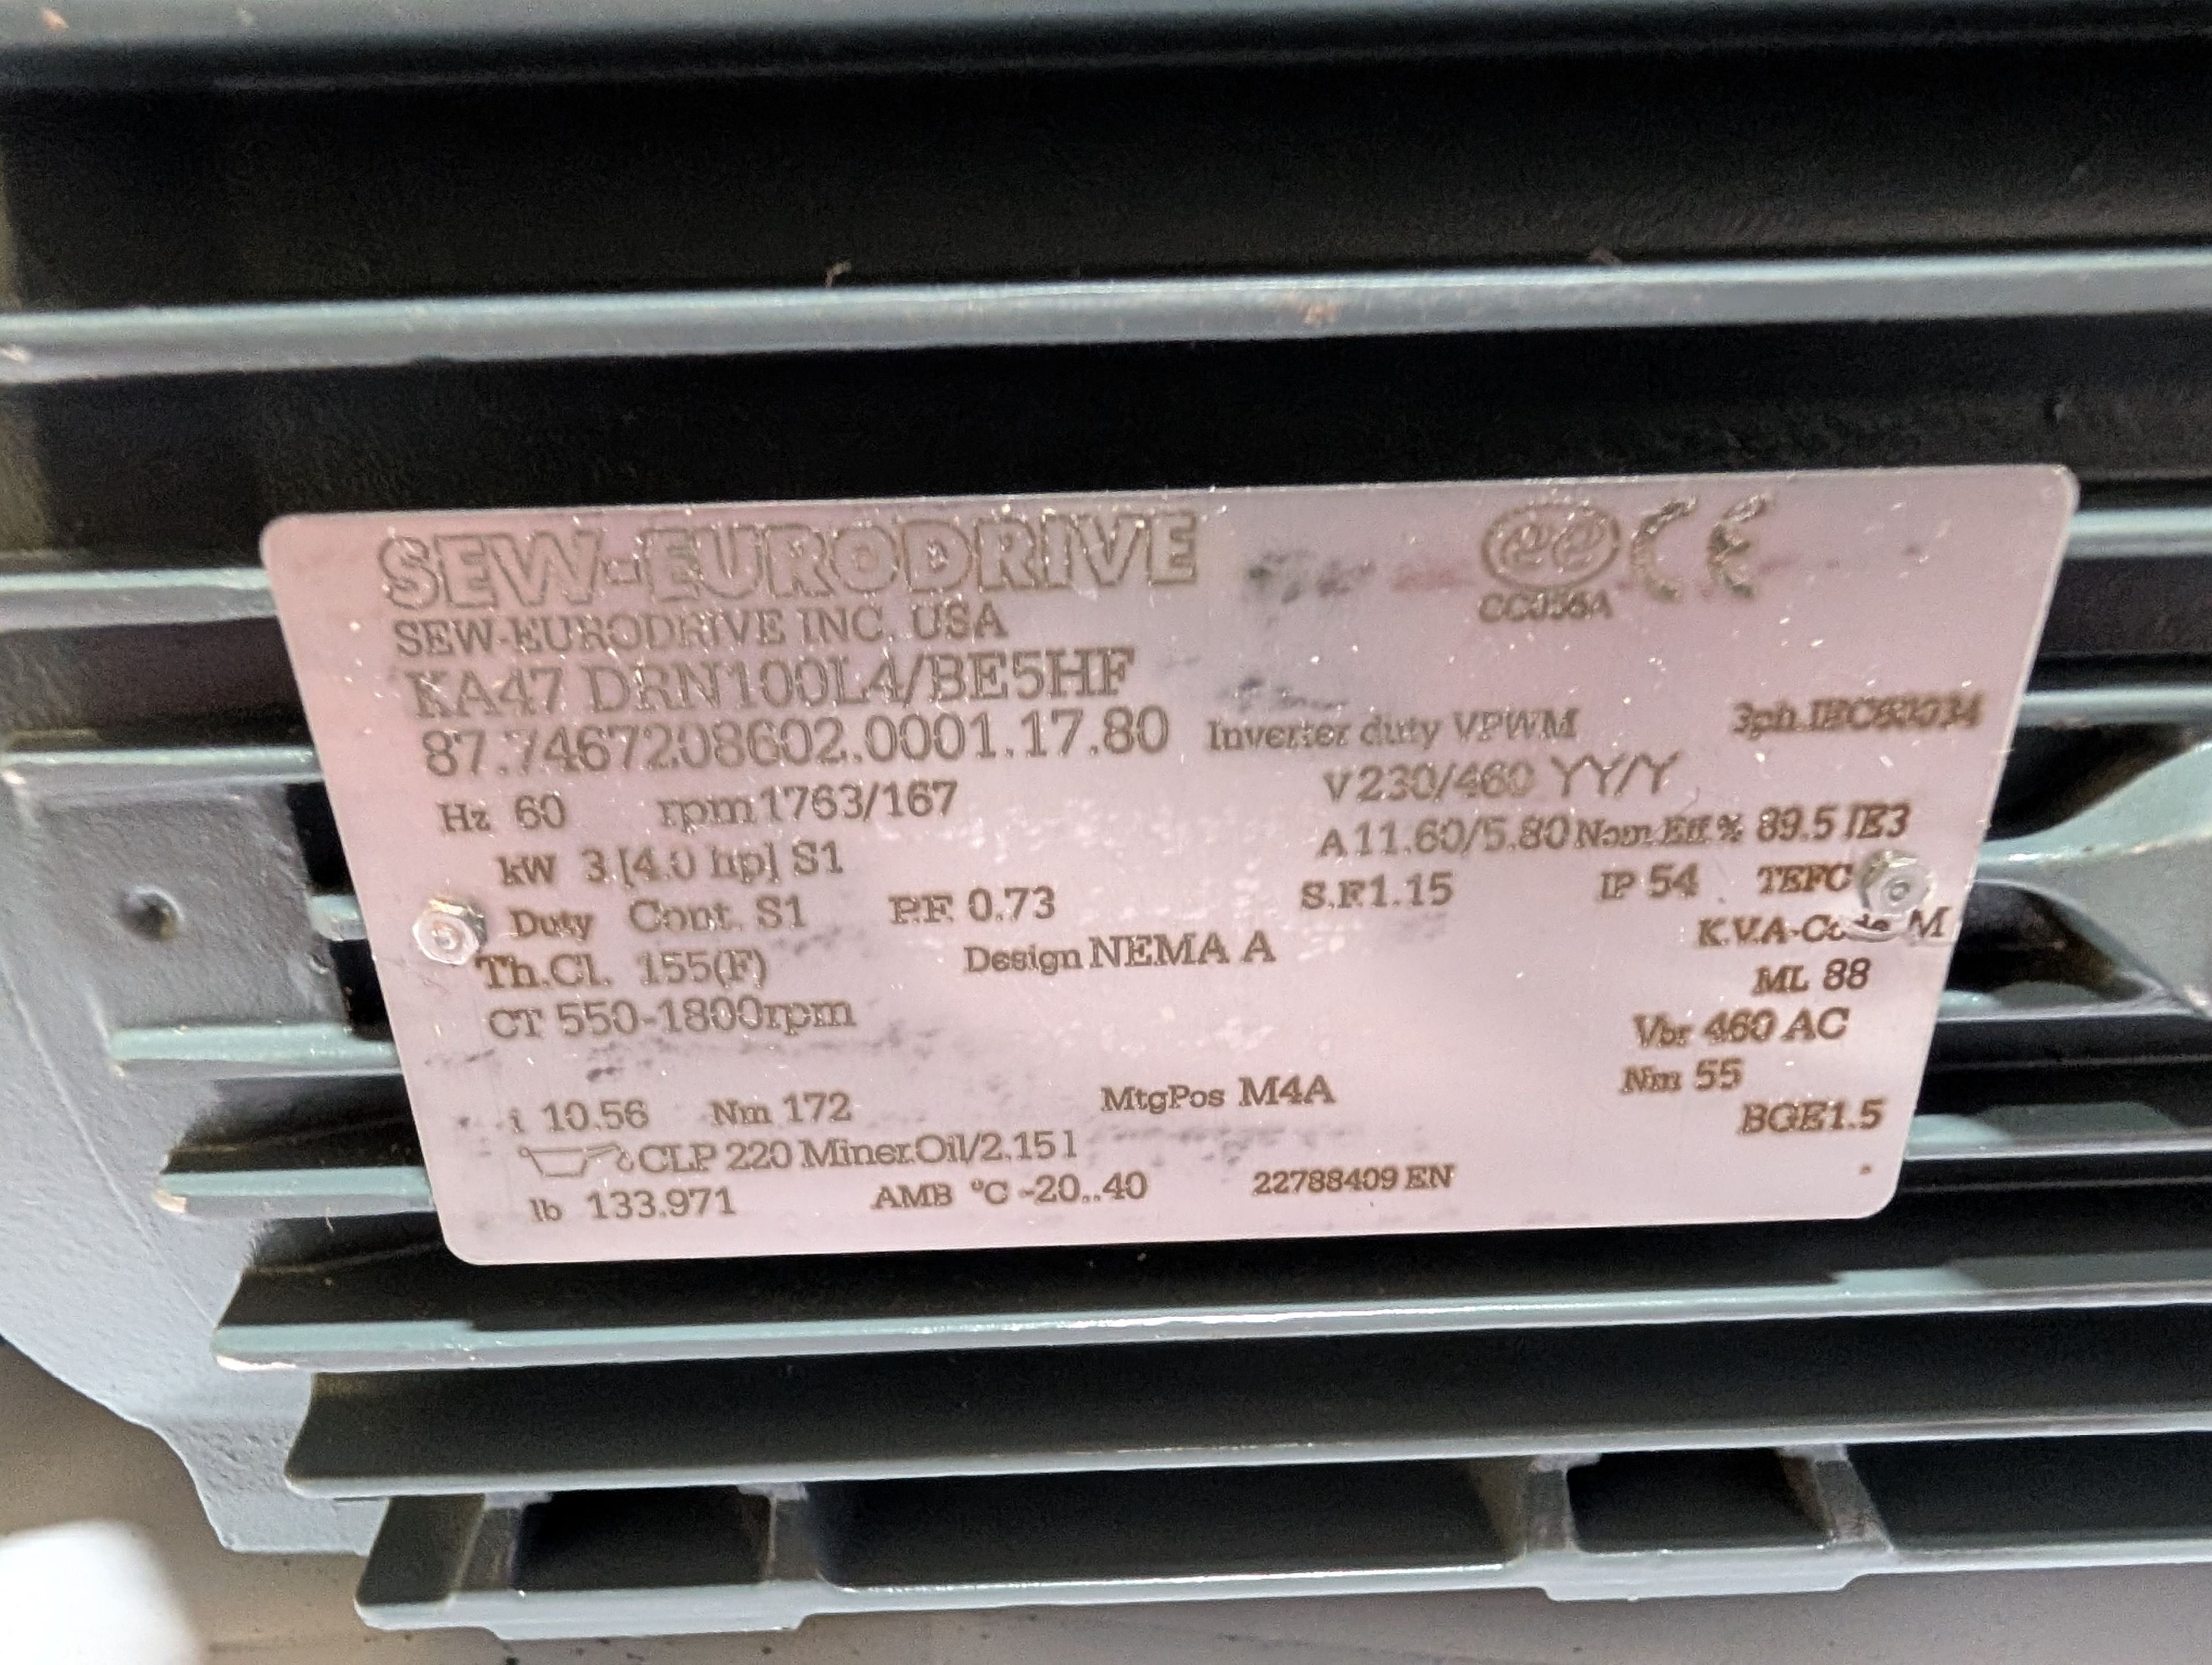 SEW-EURODRIVE
CC056A
CE
SEW-EURODRIVE INC. USA
KA47 DRN100L4/BE5HF
87.7467208602.0001.17.80 Inverter duty VPWM 3ph.IEC60034
Hz 60 rpm 1763/167 V 230/460 YY/Y
kW 3 [4.0 hp] S1 A 11.60/5.80 Nom.Eff.% 89.5 IE3
Duty Cont. S1 P.F. 0.73 S.F.1.15 IP 54 TEFC
Th.Cl. 155(F) Design NEMA A K.V.A-Code M
CT 550-1800rpm ML 88
Vbr 460 AC
i 10.56 Nm 172 MtgPos M4A Nm 55
CLP 220 Miner.Oil/2.15 l BGE1.5
lb 133.971 AMB °C -20..40 22788409 EN